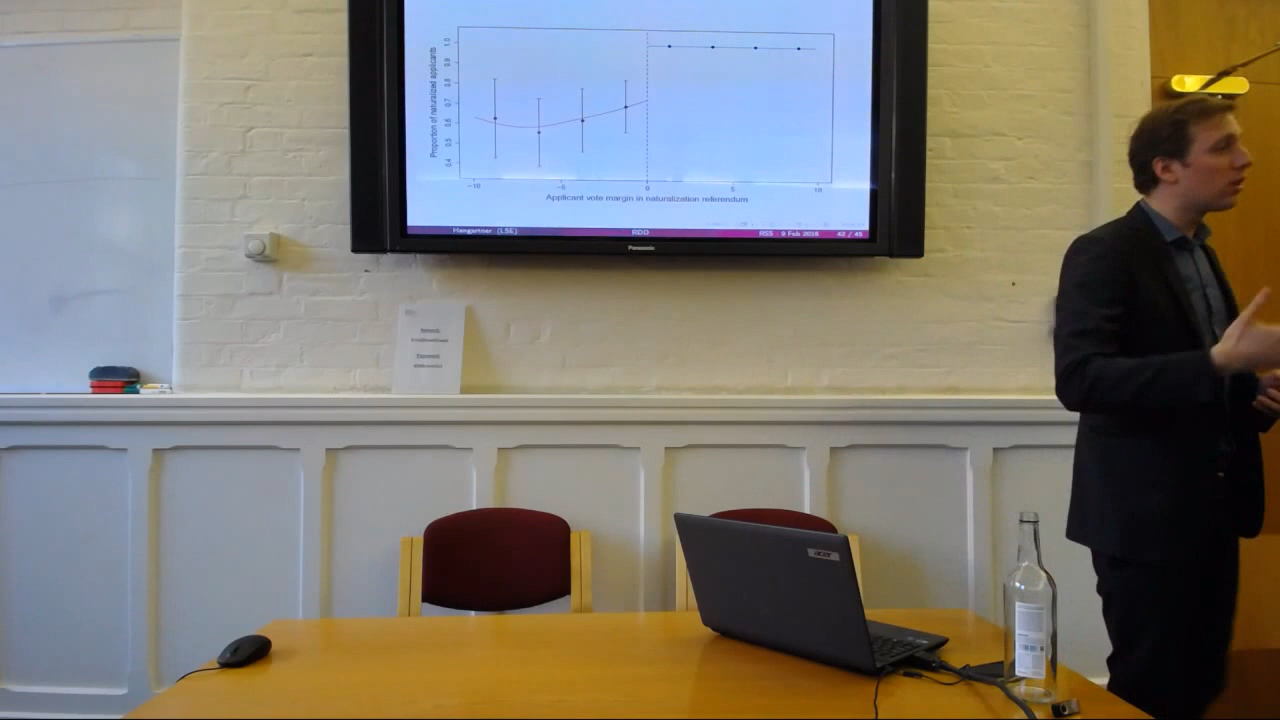 Proportion of naturalized applicants
1.0
0.9
0.8
0.7
0.6
0.5
0.4
−10 −5 0 5 10
Applicant vote margin in naturalization referendum
Hangartner (LSE) RDD RSS - 9 Feb 2016 42 / 45
Panasonic
Network:
Password:
acer